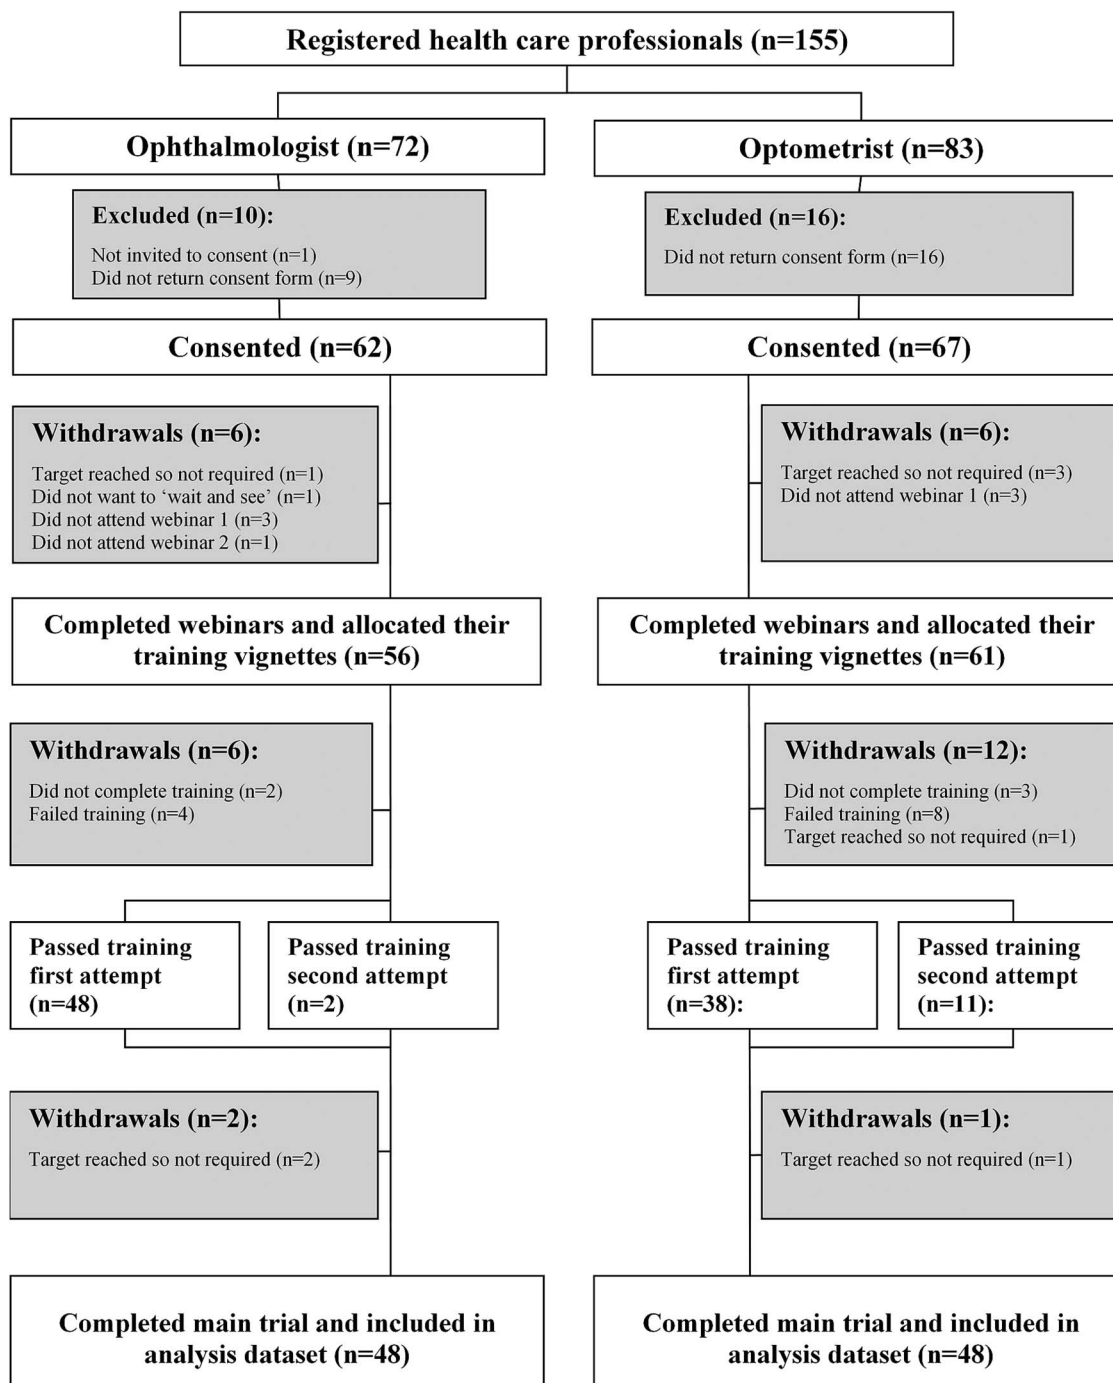 Registered health care professionals (n=155)
Ophthalmologist (n=72)
Optometrist (n=83)
Excluded (n=10):
Not invited to consent (n=1)
Did not return consent form (n=9)
Excluded (n=16):
Did not return consent form (n=16)
Consented (n=62)
Consented (n=67)
Withdrawals (n=6):
Target reached so not required (n=1)
Did not want to ‘wait and see’ (n=1)
Did not attend webinar 1 (n=3)
Did not attend webinar 2 (n=1)
Withdrawals (n=6):
Target reached so not required (n=3)
Did not attend webinar 1 (n=3)
Completed webinars and allocated their
training vignettes (n=56)
Completed webinars and allocated their
training vignettes (n=61)
Withdrawals (n=6):
Did not complete training (n=2)
Failed training (n=4)
Withdrawals (n=12):
Did not complete training (n=3)
Failed training (n=8)
Target reached so not required (n=1)
Passed training
first attempt
(n=48)
Passed training
second attempt
(n=2)
Passed training
first attempt
(n=38):
Passed training
second attempt
(n=11):
Withdrawals (n=2):
Target reached so not required (n=2)
Withdrawals (n=1):
Target reached so not required (n=1)
Completed main trial and included in
analysis dataset (n=48)
Completed main trial and included in
analysis dataset (n=48)